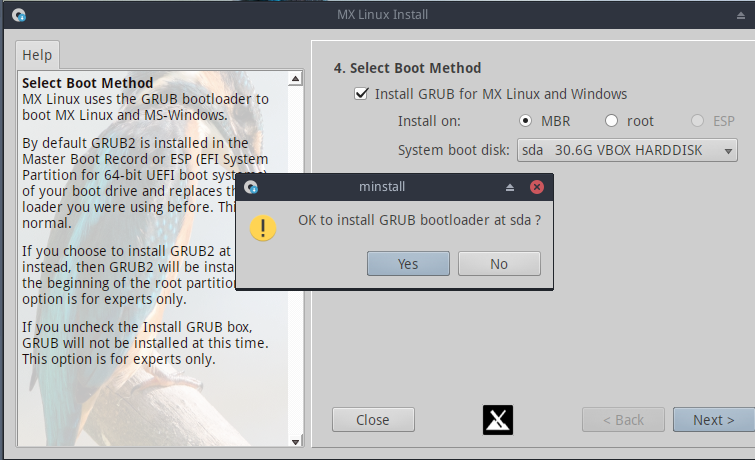 MX Linux Install
Help
Select Boot Method
MX Linux uses the GRUB bootloader to
boot MX Linux and MS-Windows.
By default GRUB2 is installed in the
Master Boot Record or ESP (EFI System
Partition for 64-bit UEFI boot systems)
of your boot drive and replaces th
loader you were using before. Thi
normal.
If you choose to install GRUB2 at
instead, then GRUB2 will be insta
the beginning of the root partition
option is for experts only.
If you uncheck the Install GRUB box,
GRUB will not be installed at this time.
This option is for experts only.
4. Select Boot Method
Install GRUB for MX Linux and Windows
Install on: MBR root ESP
System boot disk: sda 30.6G VBOX HARDDISK
minstall
OK to install GRUB bootloader at sda ?
Yes No
Close < Back Next >